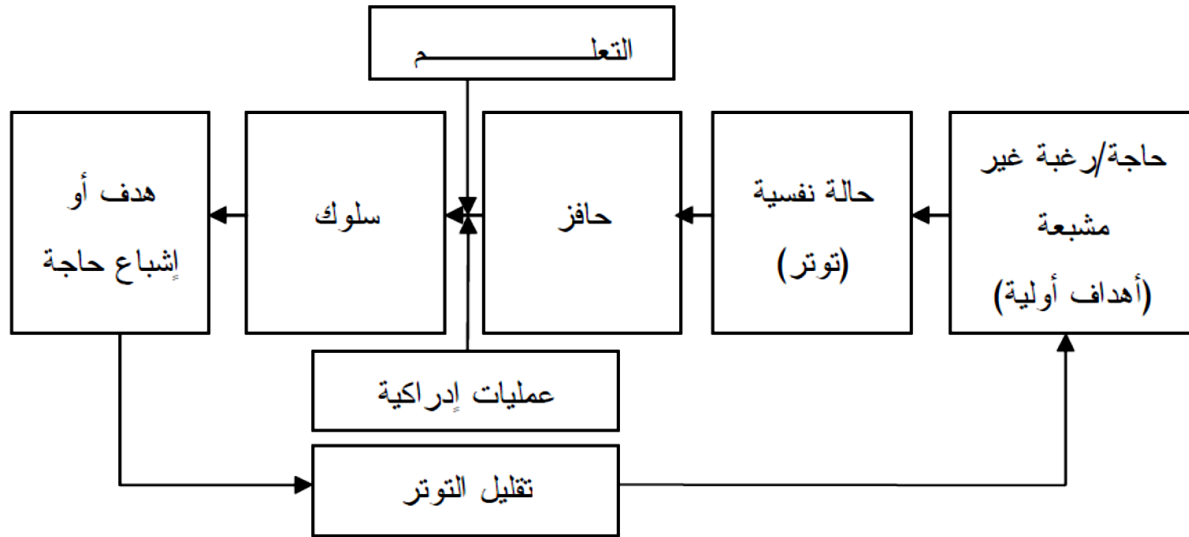 التعلـــــــــــــــم
حاجة/رغبة غير
مشبعة
(أهداف أولية)
حالة نفسية
(توتر)
حافز
سلوك
هدف أو
إشباع حاجة
عمليات إدراكية
تقليل التوتر